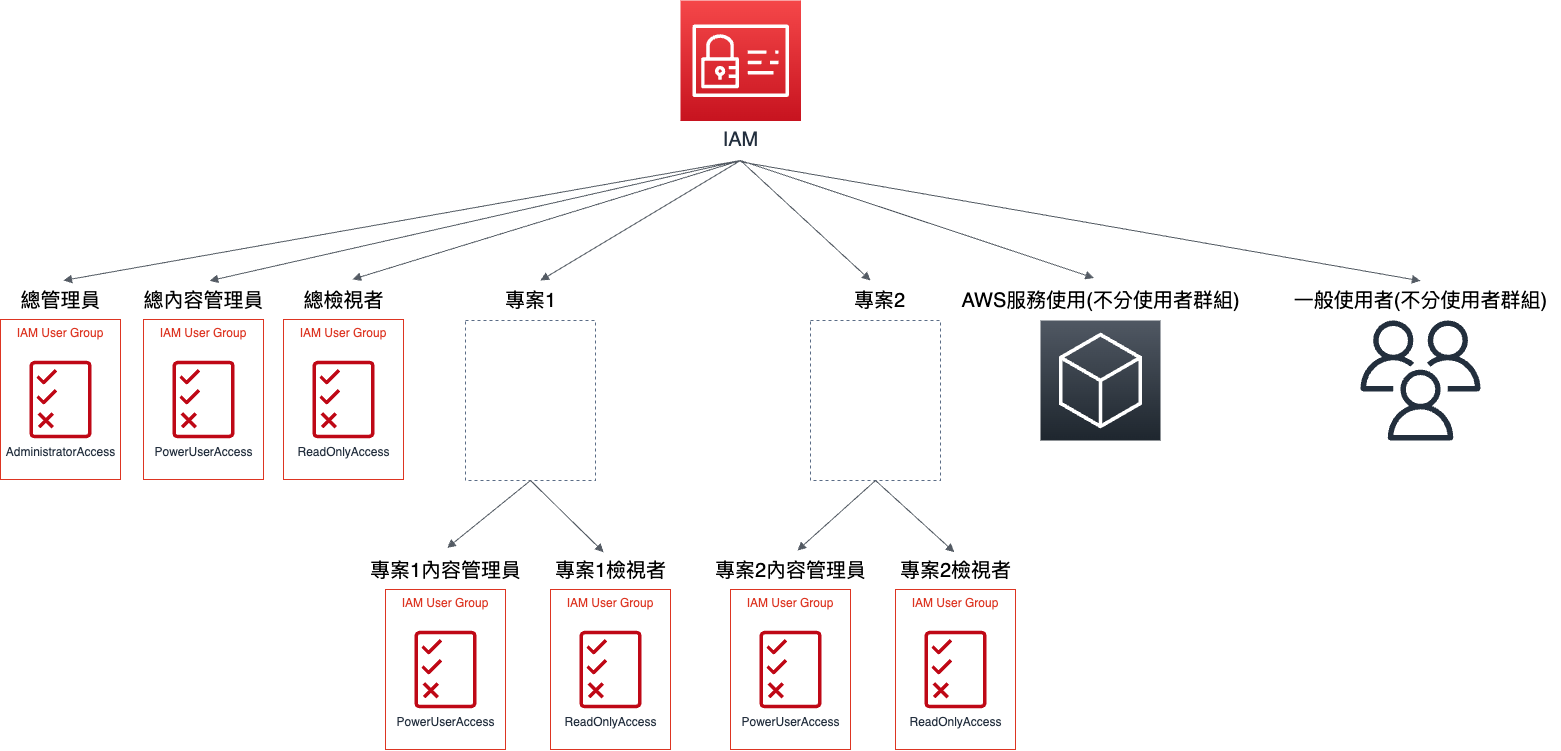 IAM
總管理員
總內容管理員
總檢視者
專案1
專案2
AWS服務使用(不分使用者群組)
一般使用者(不分使用者群組)
IAM User Group
IAM User Group
IAM User Group
AdministratorAccess
PowerUserAccess
ReadOnlyAccess
專案1內容管理員
專案1檢視者
專案2內容管理員
專案2檢視者
IAM User Group
IAM User Group
IAM User Group
IAM User Group
PowerUserAccess
ReadOnlyAccess
PowerUserAccess
ReadOnlyAccess